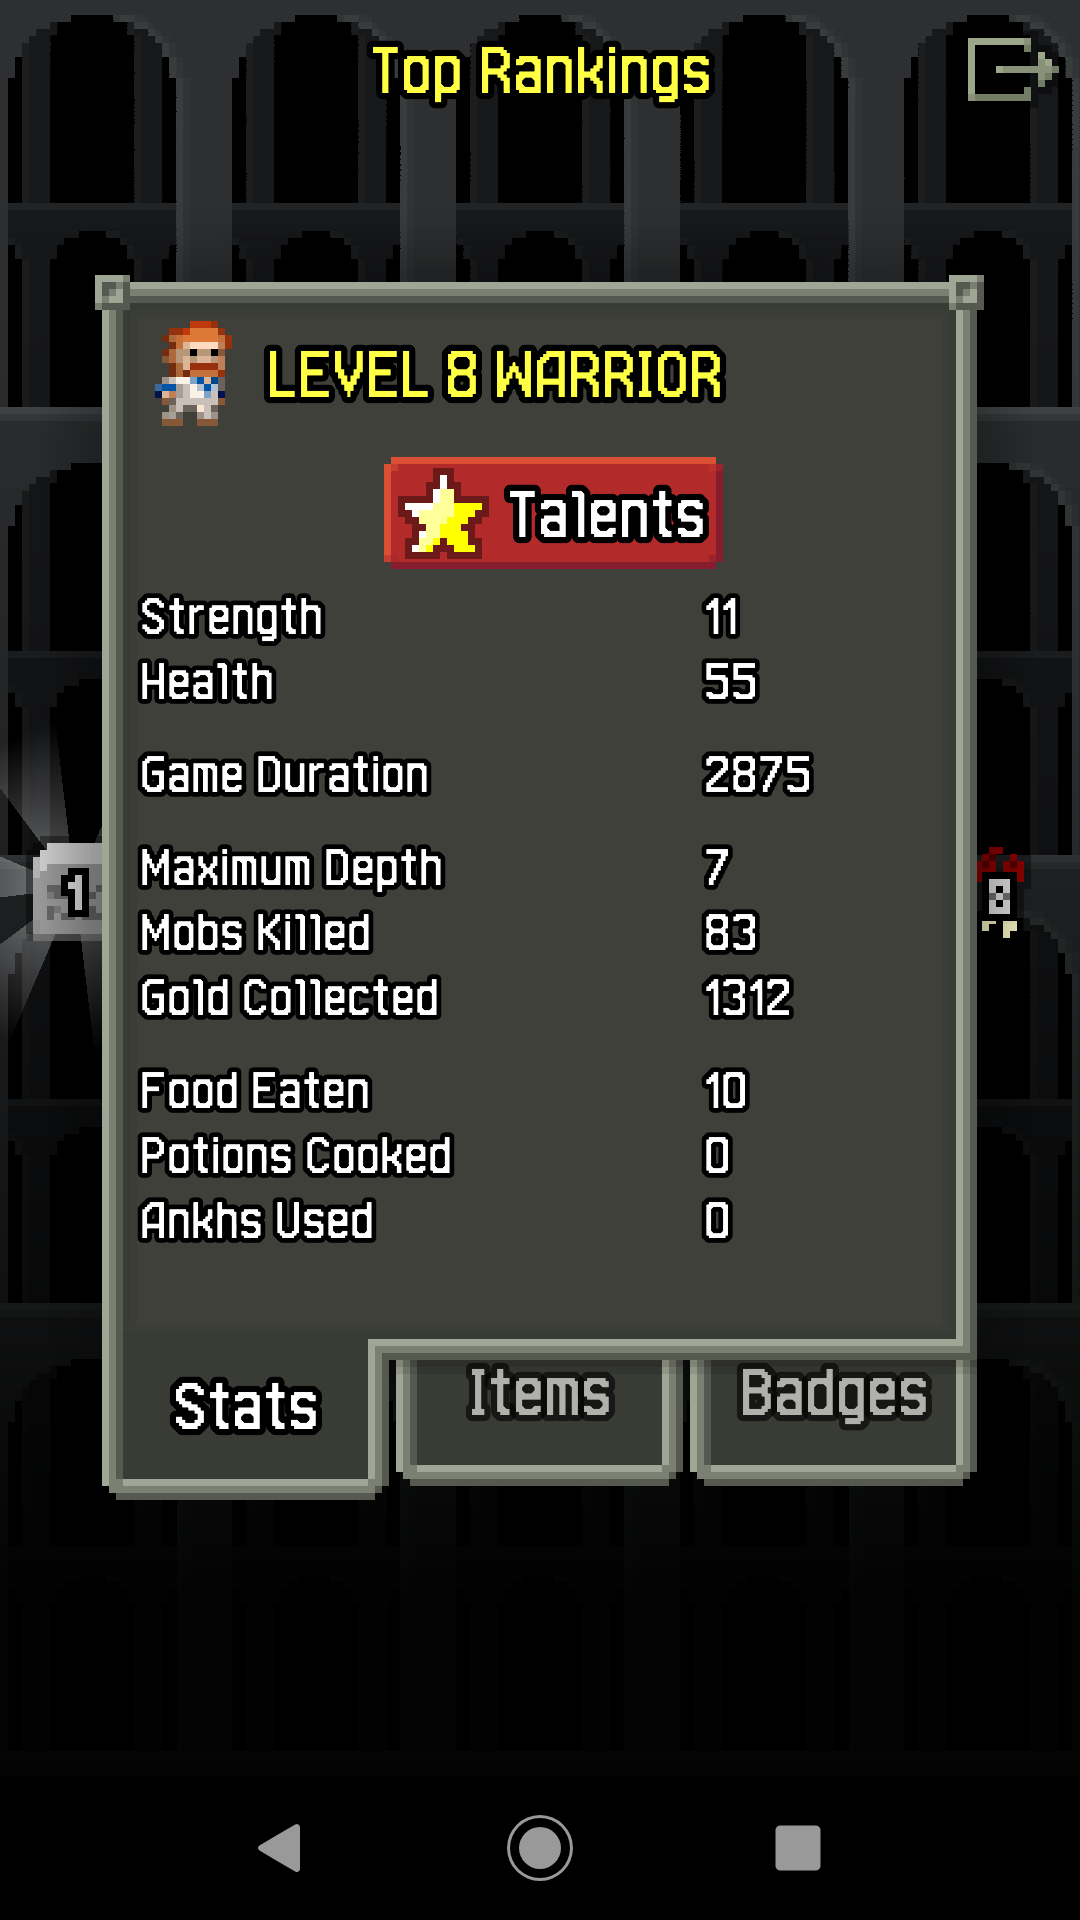 Top Rankings
LEVEL 8 WARRIOR
Talents
Strength 11
Health 55
Game Duration 2875
1
8
Maximum Depth 7
Mobs Killed 83
Gold Collected 1312
Food Eaten 10
Potions Cooked 0
Ankhs Used 0
Stats Items Badges